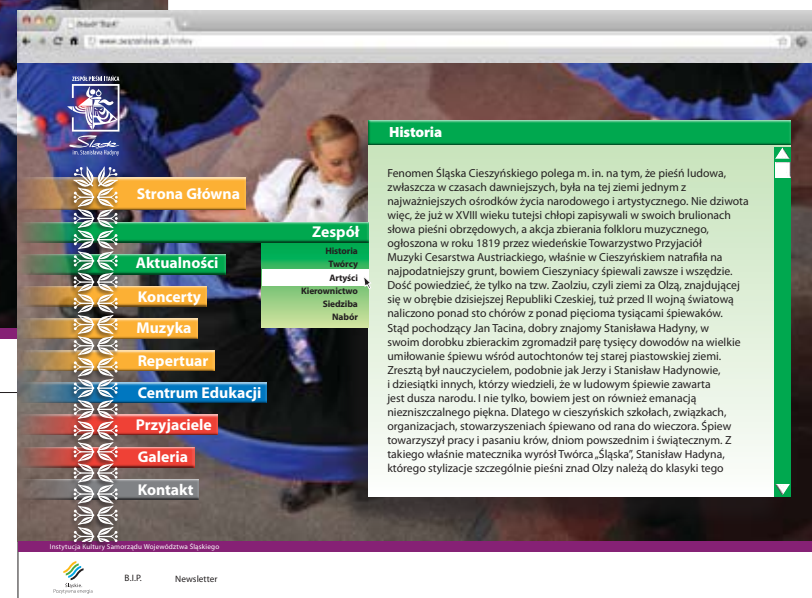 Zespół "Śląsk"
www.zespolslask.pl/index
ZESPÓŁ PIEŚNI I TAŃCA
Śląsk
im. Stanisława Hadyny
Strona Główna
Zespół
Historia
Twórcy
Artyści
Kierownictwo
Siedziba
Nabór
Aktualności
Koncerty
Muzyka
Repertuar
Centrum Edukacji
Przyjaciele
Galeria
Kontakt
Historia
Fenomen Śląska Cieszyńskiego polega m. in. na tym, że pieśń ludowa,
zwłaszcza w czasach dawniejszych, była na tej ziemi jednym z
najważniejszych ośrodków życia narodowego i artystycznego. Nie dziwota
więc, że już w XVIII wieku tutejsi chłopi zapisywali w swoich brulionach
słowa pieśni obrzędowych, a akcja zbierania folkloru muzycznego,
ogłoszona w roku 1819 przez wiedeńskie Towarzystwo Przyjaciół
Muzyki Cesarstwa Austriackiego, właśnie w Cieszyńskiem natrafiła na
najpodatniejszy grunt, bowiem Cieszyniacy śpiewali zawsze i wszędzie.
Dość powiedzieć, że tylko na tzw. Zaolziu, czyli ziemi za Olzą, znajdującej
się w obrębie dzisiejszej Republiki Czeskiej, tuż przed II wojną światową
naliczono ponad sto chórów z ponad pięcioma tysiącami śpiewaków.
Stąd pochodzący Jan Tacina, dobry znajomy Stanisława Hadyny, w
swoim dorobku zbierackim zgromadził parę tysięcy dowodów na wielkie
umiłowanie śpiewu wśród autochtonów tej starej piastowskiej ziemi.
Zresztą był nauczycielem, podobnie jak Jerzy i Stanisław Hadynowie,
i dziesiątki innych, którzy wiedzieli, że w ludowym śpiewie zawarta
jest dusza narodu. I nie tylko, bowiem jest on również emanacją
niezniszczalnego piękna. Dlatego w cieszyńskich szkołach, związkach,
organizacjach, stowarzyszeniach śpiewano od rana do wieczora. Śpiew
towarzyszył pracy i pasaniu krów, dniom powszednim i świątecznym. Z
takiego właśnie matecznika wyrósł Twórca „Śląska”, Stanisław Hadyna,
którego stylizacje szczególnie pieśni znad Olzy należą do klasyki tego
Instytucja Kultury Samorządu Województwa Śląskiego
Śląskie.
Pozytywna energia
B.I.P.
Newsletter